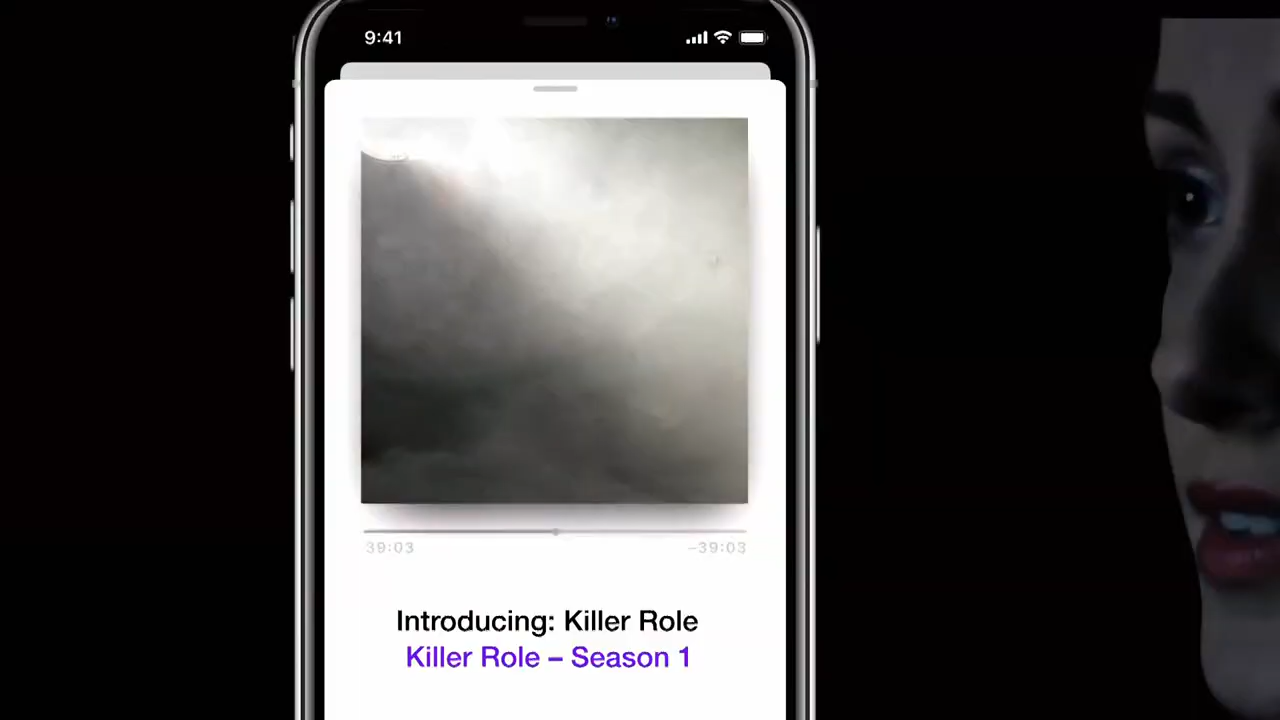 9:41
39:03
–39:03
Introducing: Killer Role
Killer Role – Season 1